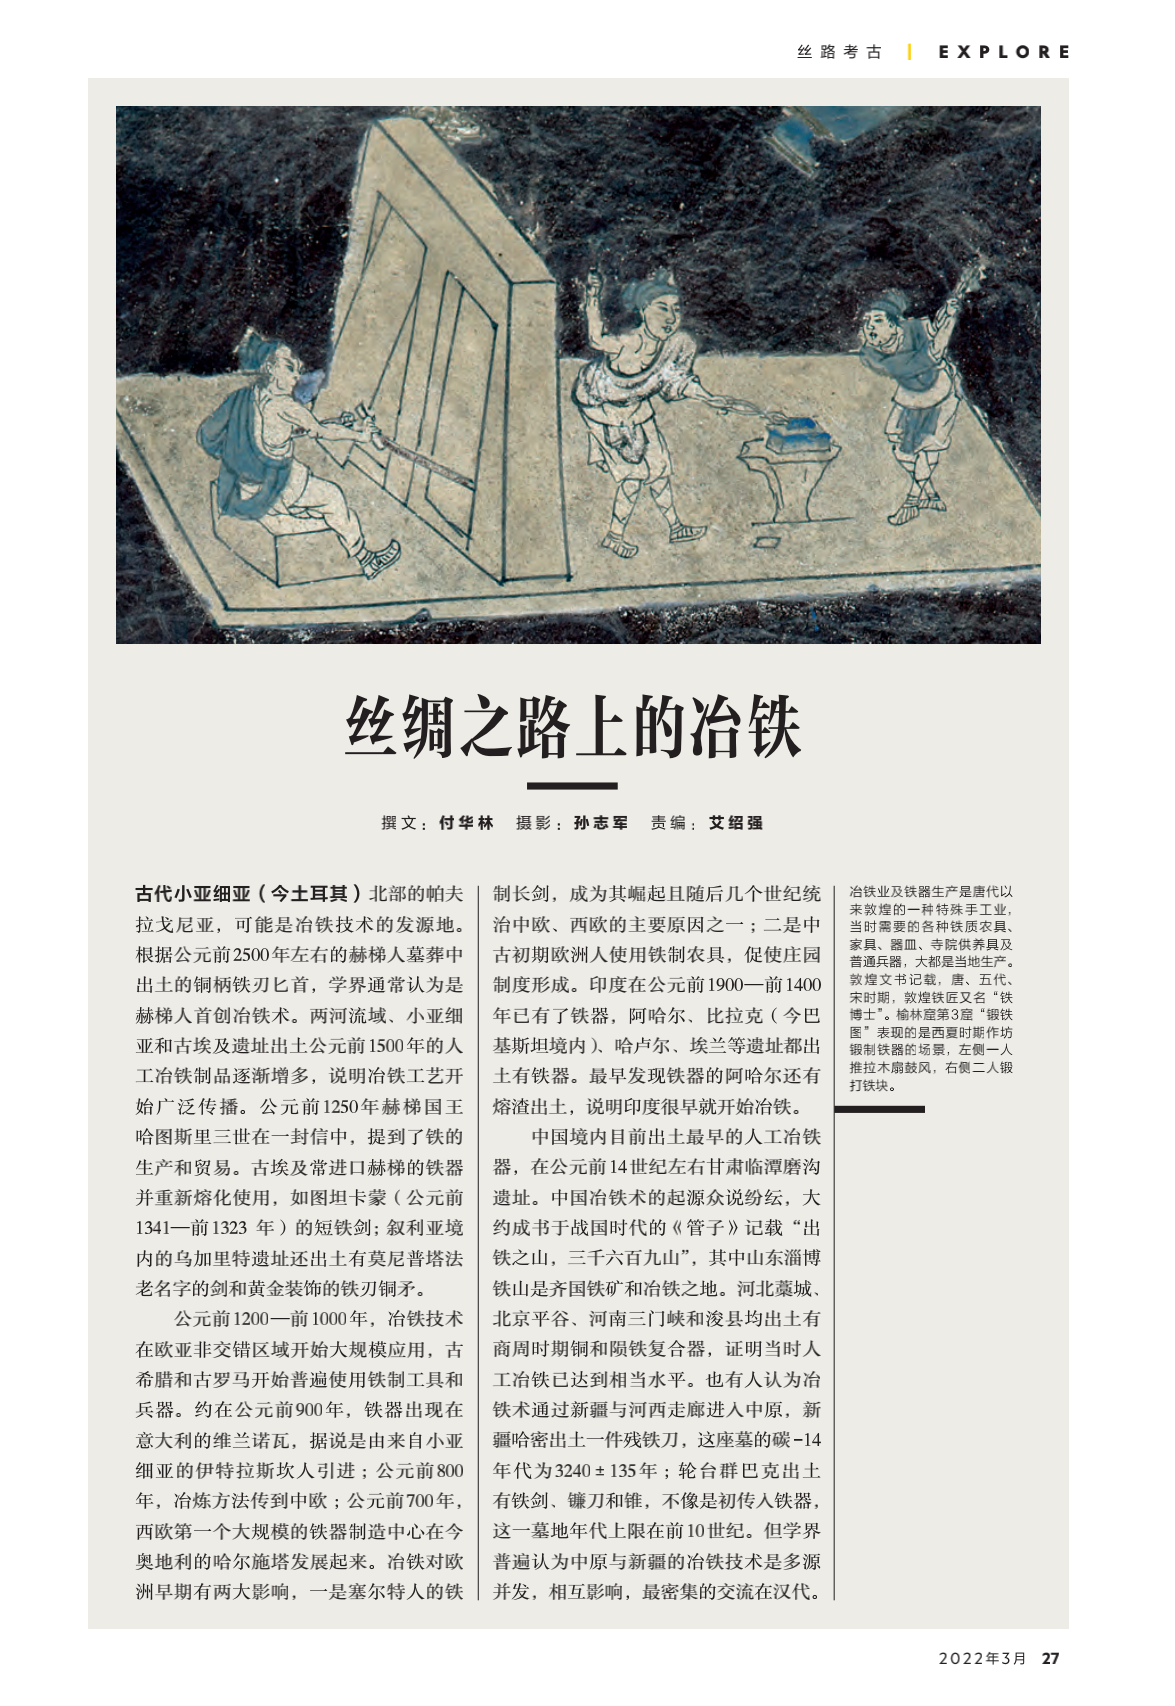 丝路考古 | EXPLORE
丝绸之路上的冶铁
撰文：付华林 摄影：孙志军 责编：艾绍强
古代小亚细亚（今土耳其）北部的帕夫
拉戈尼亚，可能是冶铁技术的发源地。
根据公元前2500年左右的赫梯人墓葬中
出土的铜柄铁刃匕首，学界通常认为是
赫梯人首创冶铁术。两河流域、小亚细
亚和古埃及遗址出土公元前1500年的人
工冶铁制品逐渐增多，说明冶铁工艺开
始广泛传播。公元前1250年赫梯国王
哈图斯里三世在一封信中，提到了铁的
生产和贸易。古埃及常进口赫梯的铁器
并重新熔化使用，如图坦卡蒙（公元前
1341—前1323 年）的短铁剑；叙利亚境
内的乌加里特遗址还出土有莫尼普塔法
老名字的剑和黄金装饰的铁刃铜矛。
公元前1200—前1000年，冶铁技术
在欧亚非交错区域开始大规模应用，古
希腊和古罗马开始普遍使用铁制工具和
兵器。约在公元前900年，铁器出现在
意大利的维兰诺瓦，据说是由来自小亚
细亚的伊特拉斯坎人引进；公元前800
年，冶炼方法传到中欧；公元前700年，
西欧第一个大规模的铁器制造中心在今
奥地利的哈尔施塔发展起来。冶铁对欧
洲早期有两大影响，一是塞尔特人的铁
制长剑，成为其崛起且随后几个世纪统
治中欧、西欧的主要原因之一；二是中
古初期欧洲人使用铁制农具，促使庄园
制度形成。印度在公元前1900—前1400
年已有了铁器，阿哈尔、比拉克（今巴
基斯坦境内）、哈卢尔、埃兰等遗址都出
土有铁器。最早发现铁器的阿哈尔还有
熔渣出土，说明印度很早就开始冶铁。
中国境内目前出土最早的人工冶铁
器，在公元前14世纪左右甘肃临潭磨沟
遗址。中国冶铁术的起源众说纷纭，大
约成书于战国时代的《管子》记载“出
铁之山，三千六百九山”，其中山东淄博
铁山是齐国铁矿和冶铁之地。河北藁城、
北京平谷、河南三门峡和浚县均出土有
商周时期铜和陨铁复合器，证明当时人
工冶铁已达到相当水平。也有人认为冶
铁术通过新疆与河西走廊进入中原，新
疆哈密出土一件残铁刀，这座墓的碳-14
年代为3240±135年；轮台群巴克出土
有铁剑、镰刀和锥，不像是初传入铁器，
这一墓地年代上限在前10世纪。但学界
普遍认为中原与新疆的冶铁技术是多源
并发，相互影响，最密集的交流在汉代。
冶铁业及铁器生产是唐代以
来敦煌的一种特殊手工业，
当时需要的各种铁质农具、
家具、器皿、寺院供养具及
普通兵器，大都是当地生产。
敦煌文书记载，唐、五代、
宋时期，敦煌铁匠又名“铁
博士”。榆林窟第3窟“锻铁
图”表现的是西夏时期作坊
锻制铁器的场景，左侧一人
推拉木扇鼓风，右侧二人锻
打铁块。
2022年3月 27